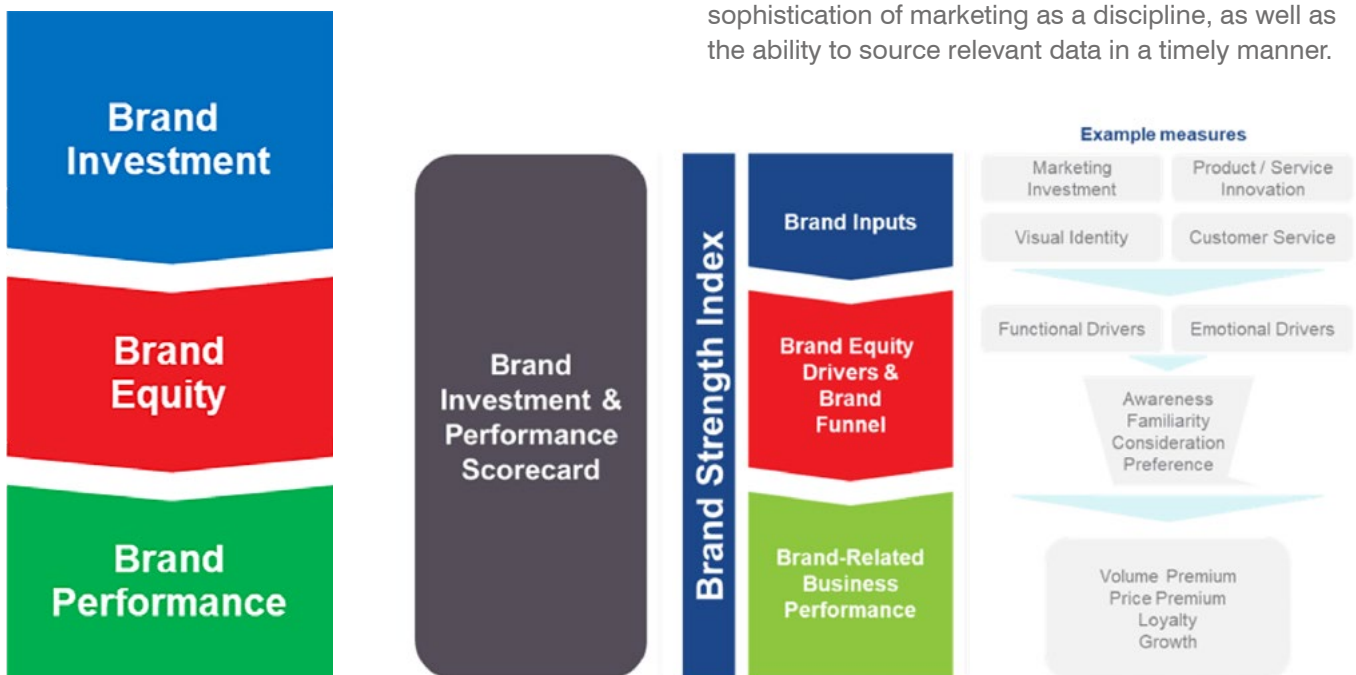 sophistication of marketing as a discipline, as well as
the ability to source relevant data in a timely manner.
Brand
Investment
Brand
Equity
Brand
Performance
Brand
Investment &
Performance
Scorecard
Brand Strength Index
Brand Inputs
Brand Equity
Drivers &
Brand
Funnel
Brand-Related
Business
Performance
Example measures
Marketing
Investment
Product / Service
Innovation
Visual Identity
Customer Service
Functional Drivers
Emotional Drivers
Awareness
Familiarity
Consideration
Preference
Volume Premium
Price Premium
Loyalty
Growth